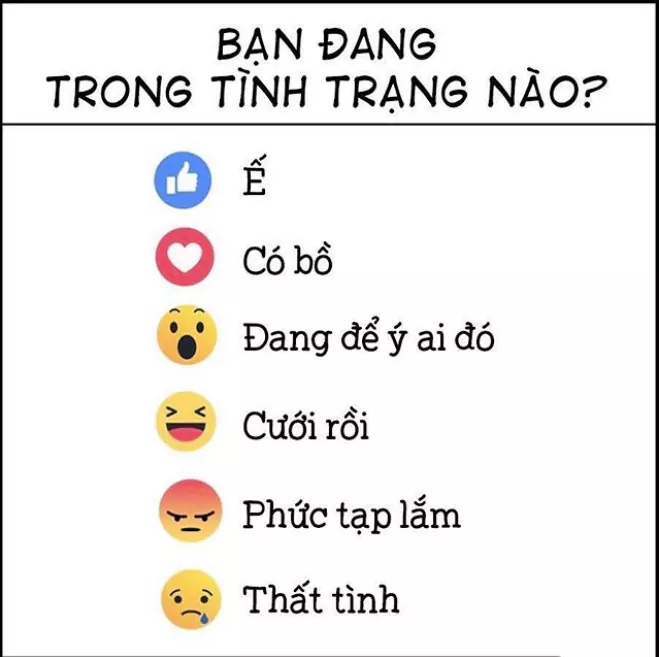 BẠN ĐANG
TRONG TÌNH TRẠNG NÀO?
Ế
Có bồ
Đang để ý ai đó
Cưới rồi
Phức tạp lắm
Thất tình